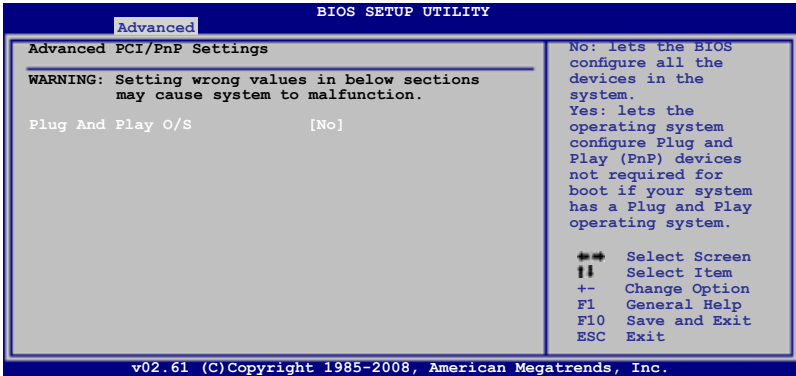 BIOS SETUP UTILITY
Advanced
Advanced PCI/PnP Settings
WARNING: Setting wrong values in below sections
may cause system to malfunction.
Plug And Play O/S [No]
No: lets the BIOS
configure all the
devices in the
system.
Yes: lets the
operating system
configure Plug and
Play (PnP) devices
not required for
boot if your system
has a Plug and Play
operating system.
←→ Select Screen
↑↓ Select Item
+- Change Option
F1 General Help
F10 Save and Exit
ESC Exit
v02.61 (C)Copyright 1985-2008, American Megatrends, Inc.